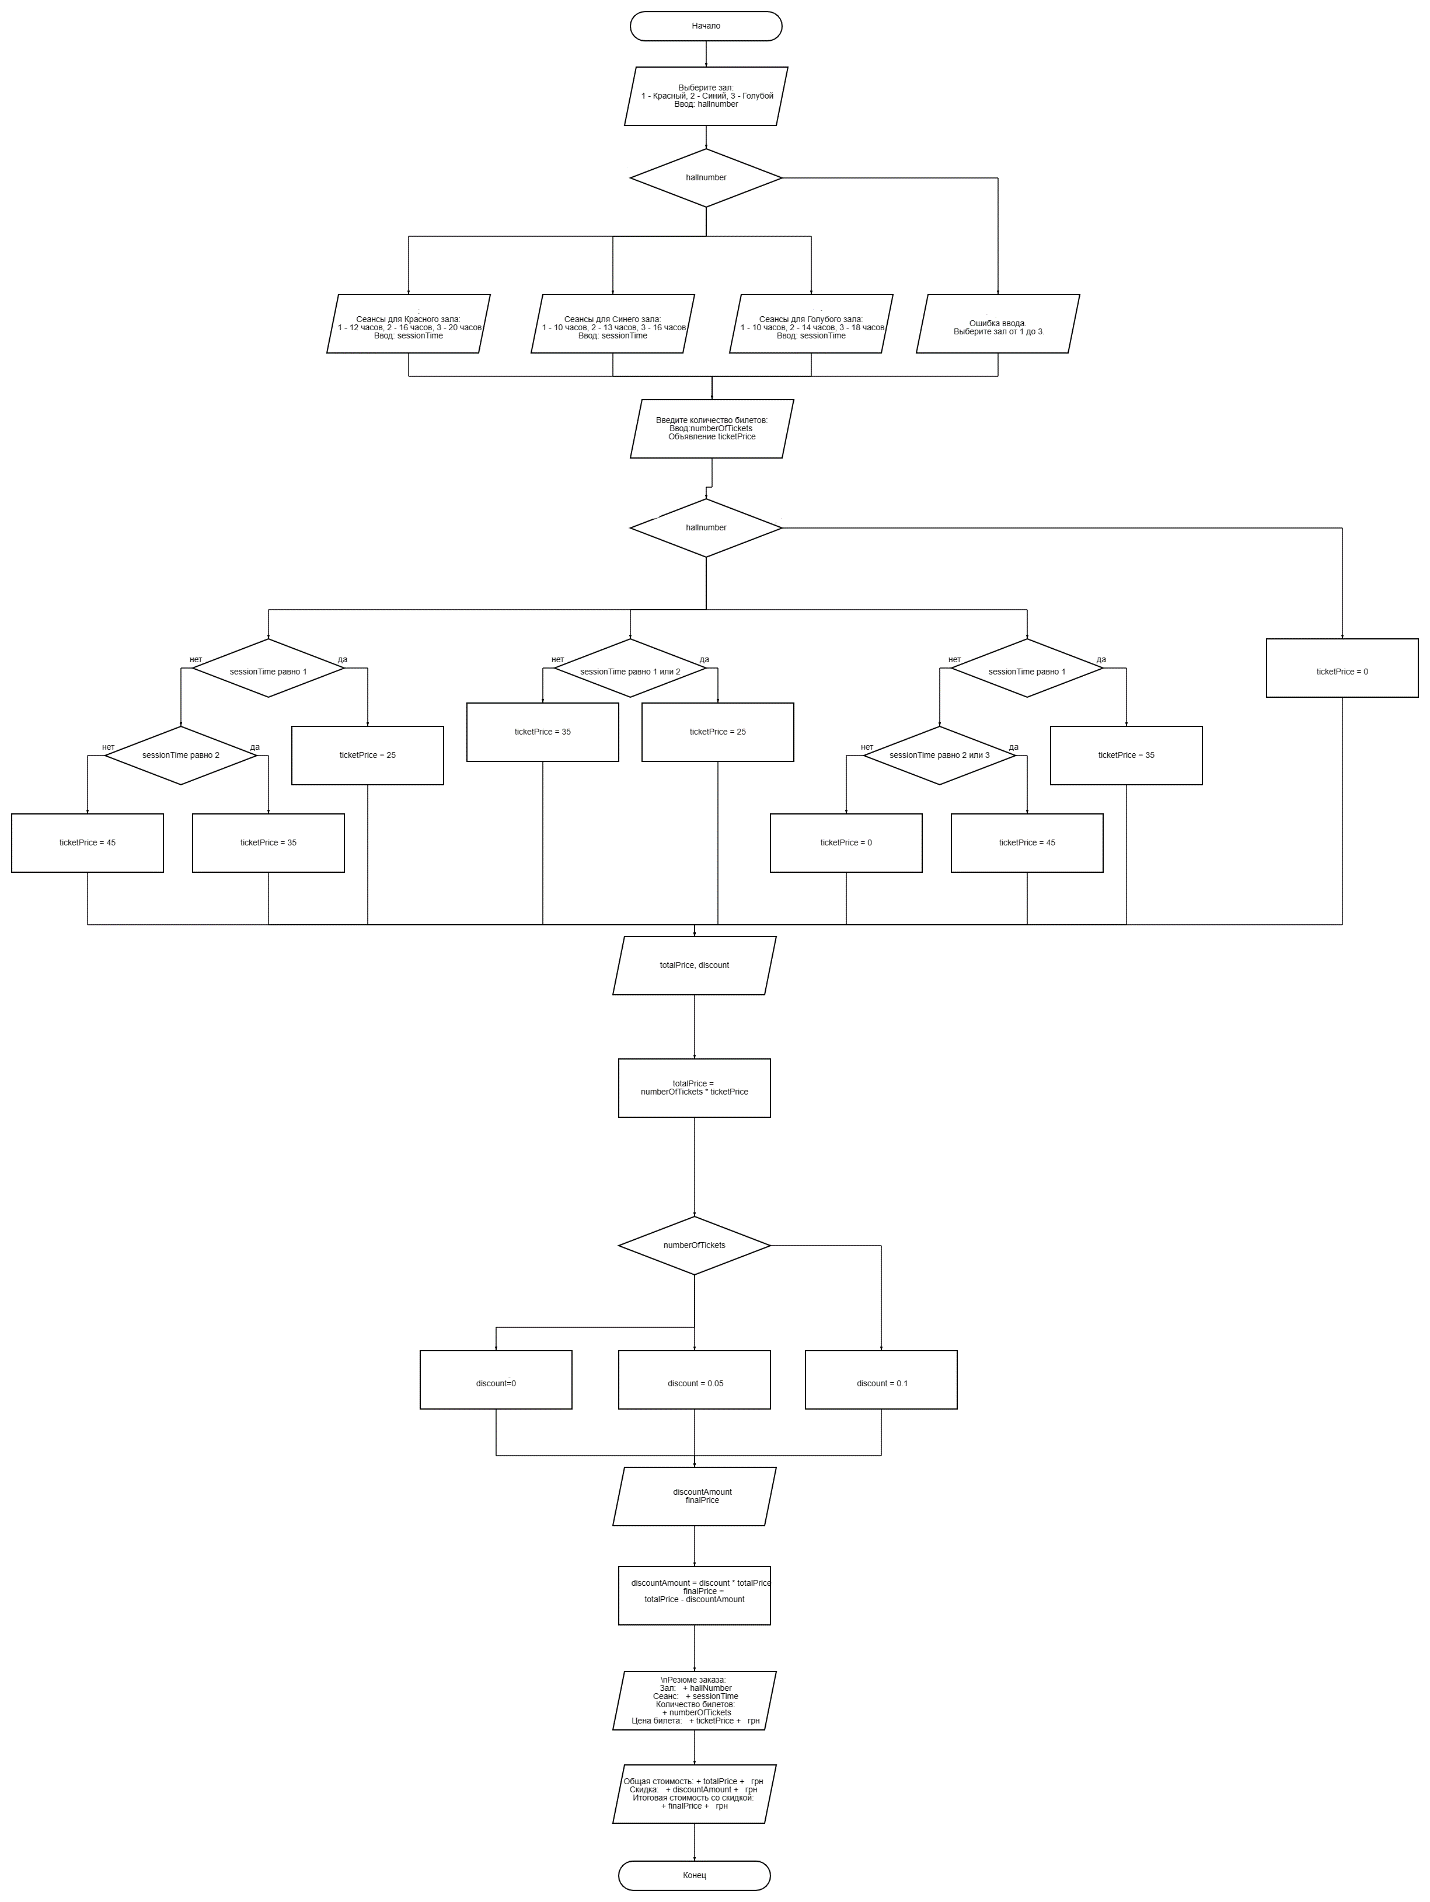 Начало
Выберите зал:
1 - Красный, 2 - Синий, 3 - Голубой
Ввод: hallnumber
hallnumber
Сеансы для Красного зала:
1 - 12 часов, 2 - 16 часов, 3 - 20 часов
Ввод: sessionTime
Сеансы для Синего зала:
1 - 10 часов, 2 - 13 часов, 3 - 16 часов
Ввод: sessionTime
Сеансы для Голубого зала:
1 - 10 часов, 2 - 14 часов, 3 - 18 часов
Ввод: sessionTime
Ошибка ввода.
Выберите зал от 1 до 3.
Введите количество билетов:
Ввод:numberOfTickets
Объявление ticketPrice
hallnumber
нет
sessionTime равно 1
да
нет
sessionTime равно 1 или 2
да
нет
sessionTime равно 1
да
ticketPrice = 0
ticketPrice = 35
ticketPrice = 25
нет
sessionTime равно 2
да
ticketPrice = 25
нет
sessionTime равно 2 или 3
да
ticketPrice = 35
ticketPrice = 45
ticketPrice = 35
ticketPrice = 0
ticketPrice = 45
totalPrice, discount
totalPrice =
numberOfTickets * ticketPrice
numberOfTickets
discount=0
discount = 0.05
discount = 0.1
discountAmount
finalPrice
discountAmount = discount * totalPrice
finalPrice =
totalPrice - discountAmount
\nРезюме заказа:
Зал: + hallNumber
Сеанс: + sessionTime
Количество билетов:
+ numberOfTickets
Цена билета: + ticketPrice + грн
Общая стоимость: + totalPrice + грн
Скидка: + discountAmount + грн
Итоговая стоимость со скидкой:
+ finalPrice + грн
Конец